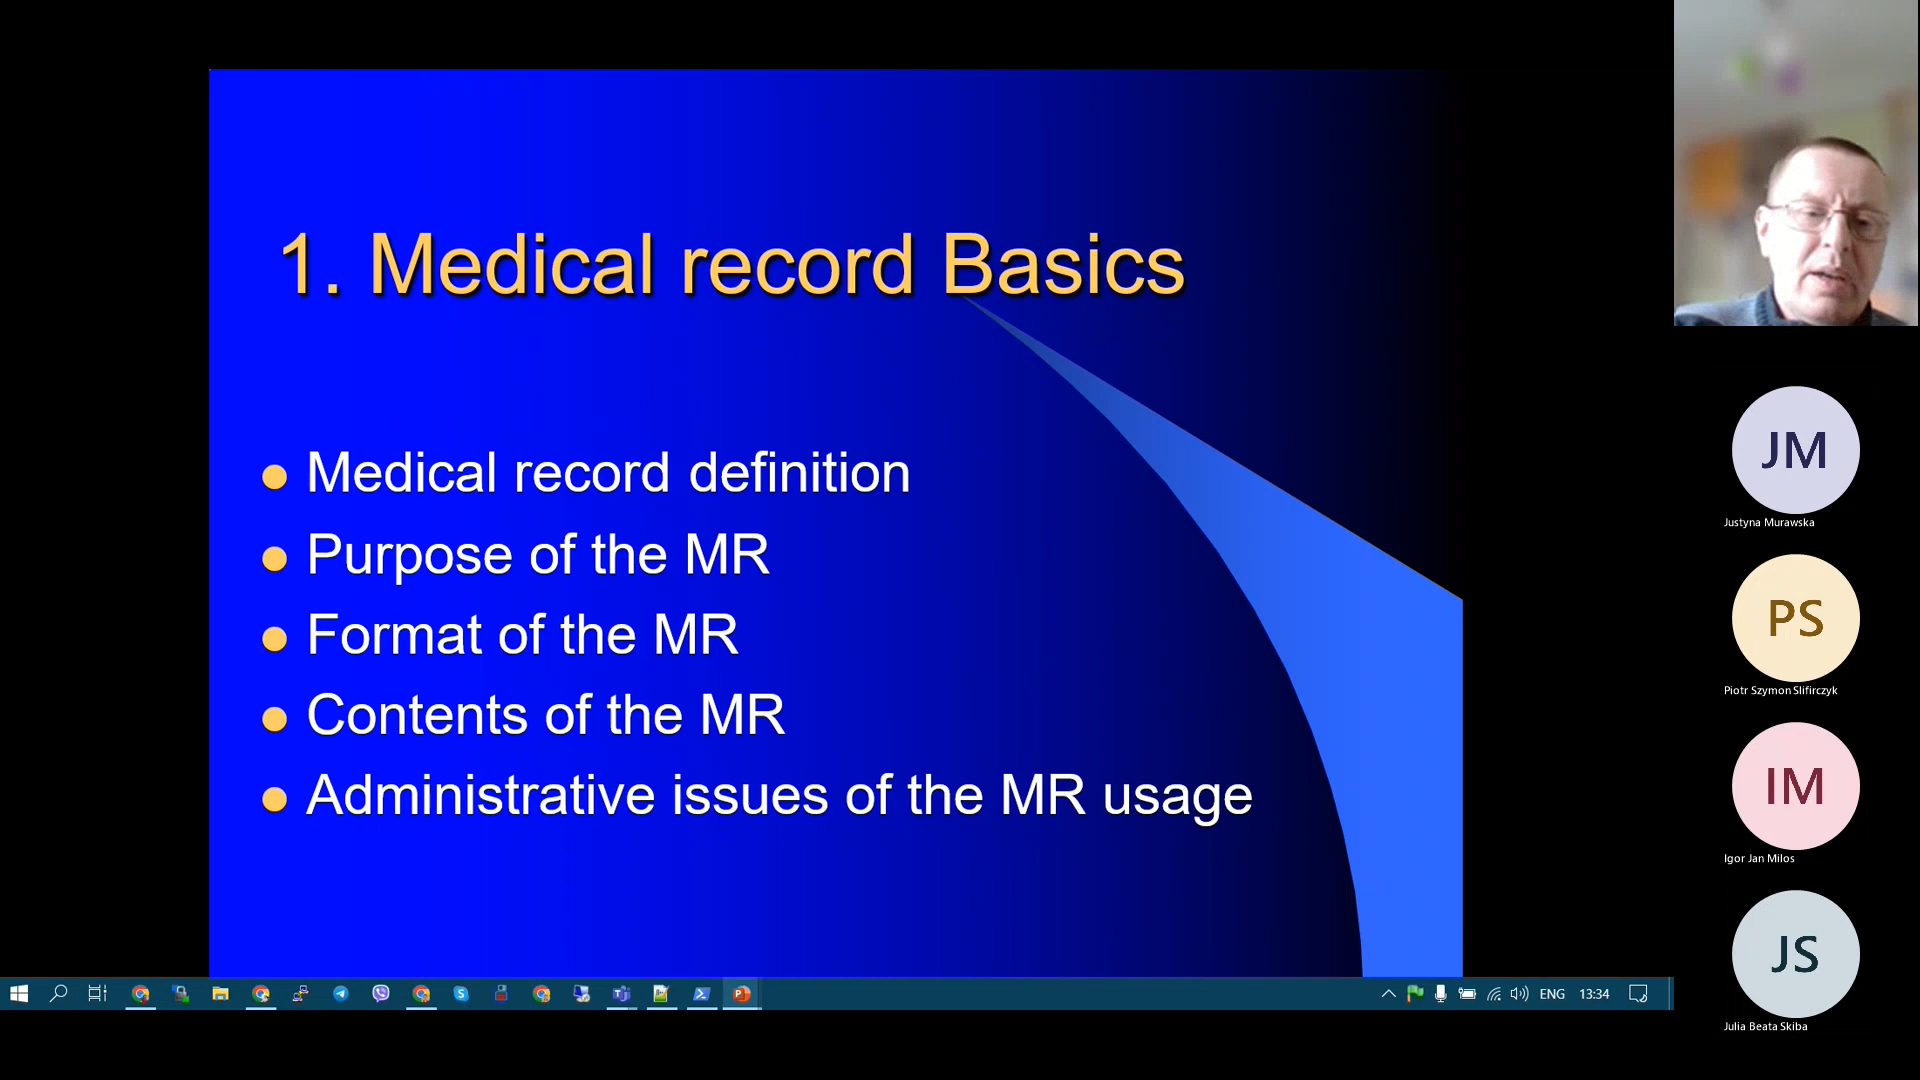 1. Medical record Basics
Medical record definition
Purpose of the MR
Format of the MR
Contents of the MR
Administrative issues of the MR usage
JM
Justyna Murawska
PS
Piotr Szymon Slifirczyk
IM
Igor Jan Milos
JS
Julia Beata Skiba
ENG
13:34